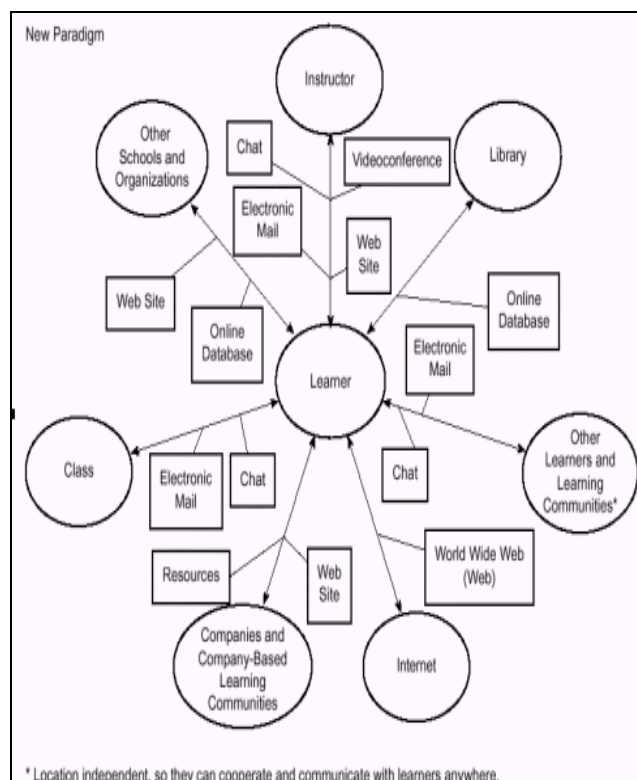 New Paradigm
Instructor
Other
Schools and
Organizations
Chat
Videoconference
Library
Electronic
Mail
Web
Site
Web Site
Online
Database
Online
Database
Electronic
Mail
Learner
Class
Electronic
Mail
Chat
Chat
Other
Learners and
Learning
Communities*
Resources
Web
Site
World Wide Web
(Web)
Companies and
Company-Based
Learning
Communities
Internet
* Location independent, so they can cooperate and communicate with learners anywhere.